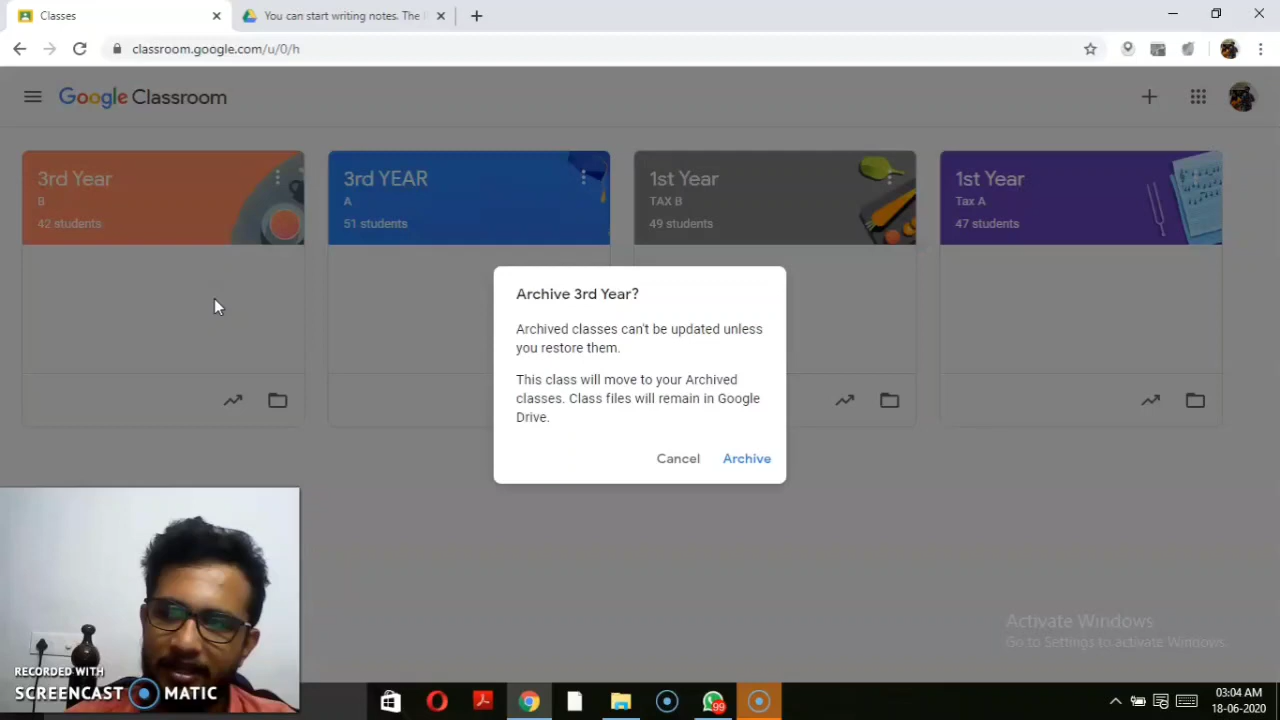 Classes
You can start writing notes. The
classroom.google.com/u/0/h
Google Classroom
3rd Year
B
42 students
3rd YEAR
A
51 students
1st Year
TAX B
49 students
1st Year
Tax A
47 students
Archive 3rd Year?
Archived classes can't be updated unless
you restore them.
This class will move to your Archived
classes. Class files will remain in Google
Drive.
Cancel
Archive
Activate Windows
Go to Settings to activate Windows.
RECORDED WITH
SCREENCAST MATIC
99
03:04 AM
18-06-2020